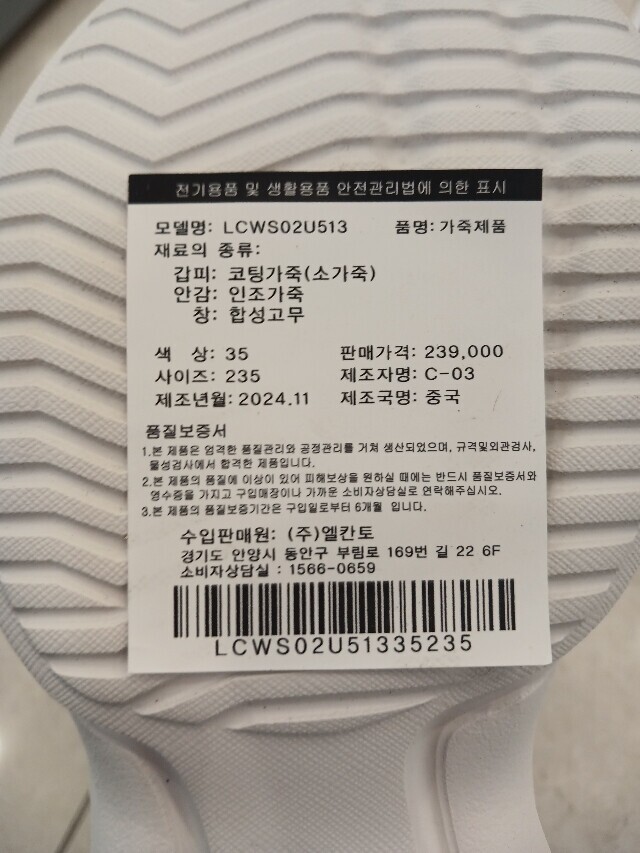 전기용품 및 생활용품 안전관리법에 의한 표시
모델명: LCWS02U513 품명: 가죽제품
재료의 종류:
갑피: 코팅가죽(소가죽)
안감: 인조가죽
창: 합성고무
색 상: 35 판매가격: 239,000
사이즈: 235 제조자명: C-03
제조년월: 2024.11 제조국명: 중국
품질보증서
1.본 제품은 엄격한 품질관리와 공정관리를 거쳐 생산되었으며, 규격및외관검사,
물성검사에서 합격한 제품입니다.
2.본 제품의 품질에 이상이 있어 피해보상을 원하실 때에는 반드시 품질보증서와
영수증을 가지고 구입매장이나 가까운 소비자상담실로 연락해주십시오.
3.본 제품의 품질보증기간은 구입일로부터 6개월 입니다.
수입판매원: (주)엘칸토
경기도 안양시 동안구 부림로 169번 길 22 6F
소비자상담실 : 1566-0659
LCWS02U51335235